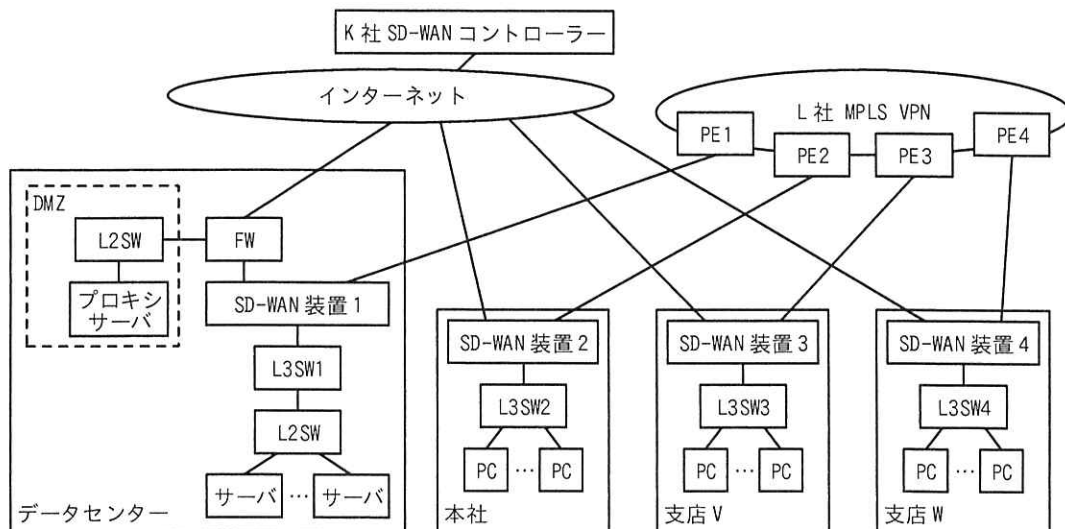 K社 SD-WAN コントローラー
インターネット
L社 MPLS VPN
PE1
PE2
PE3
PE4
DMZ
L2SW
FW
プロキシ
サーバ
SD-WAN 装置1
L3SW1
L2SW
サーバ … サーバ
データセンター
SD-WAN 装置2
L3SW2
PC … PC
本社
SD-WAN 装置3
L3SW3
PC … PC
支店V
SD-WAN 装置4
L3SW4
PC … PC
支店W